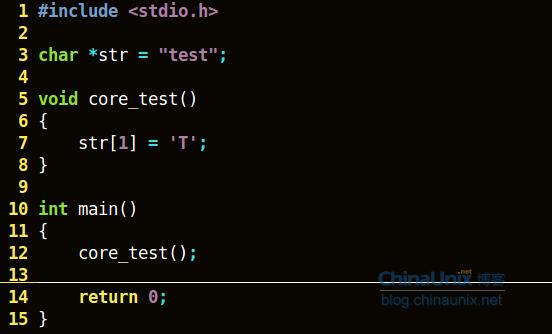 1 #include <stdio.h>
2
3 char *str = "test";
4
5 void core_test()
6 {
7     str[1] = 'T';
8 }
9
10 int main()
11 {
12     core_test();
13
14     return 0;
15 }
ChinaUnix.net 博客
blog.chinaunix.net